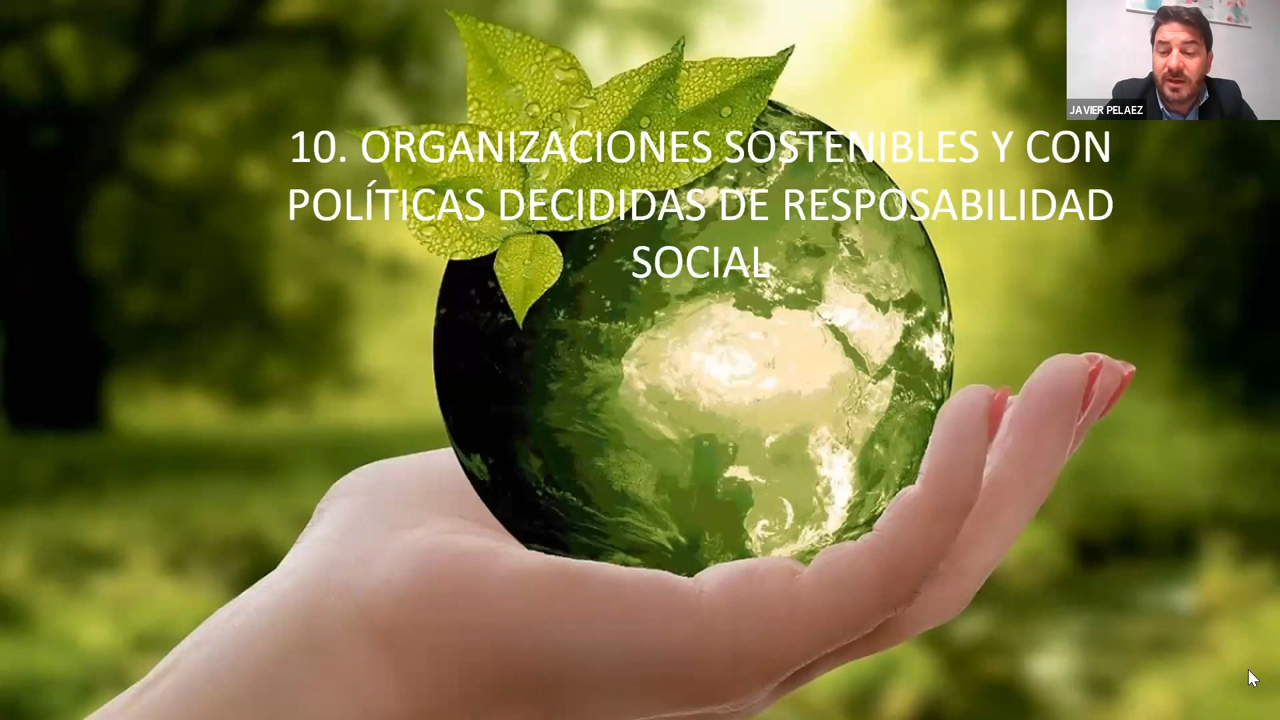 JAVIER PELAEZ
10. ORGANIZACIONES SOSTENIBLES Y CON
POLÍTICAS DECIDIDAS DE RESPOSABILIDAD
SOCIAL